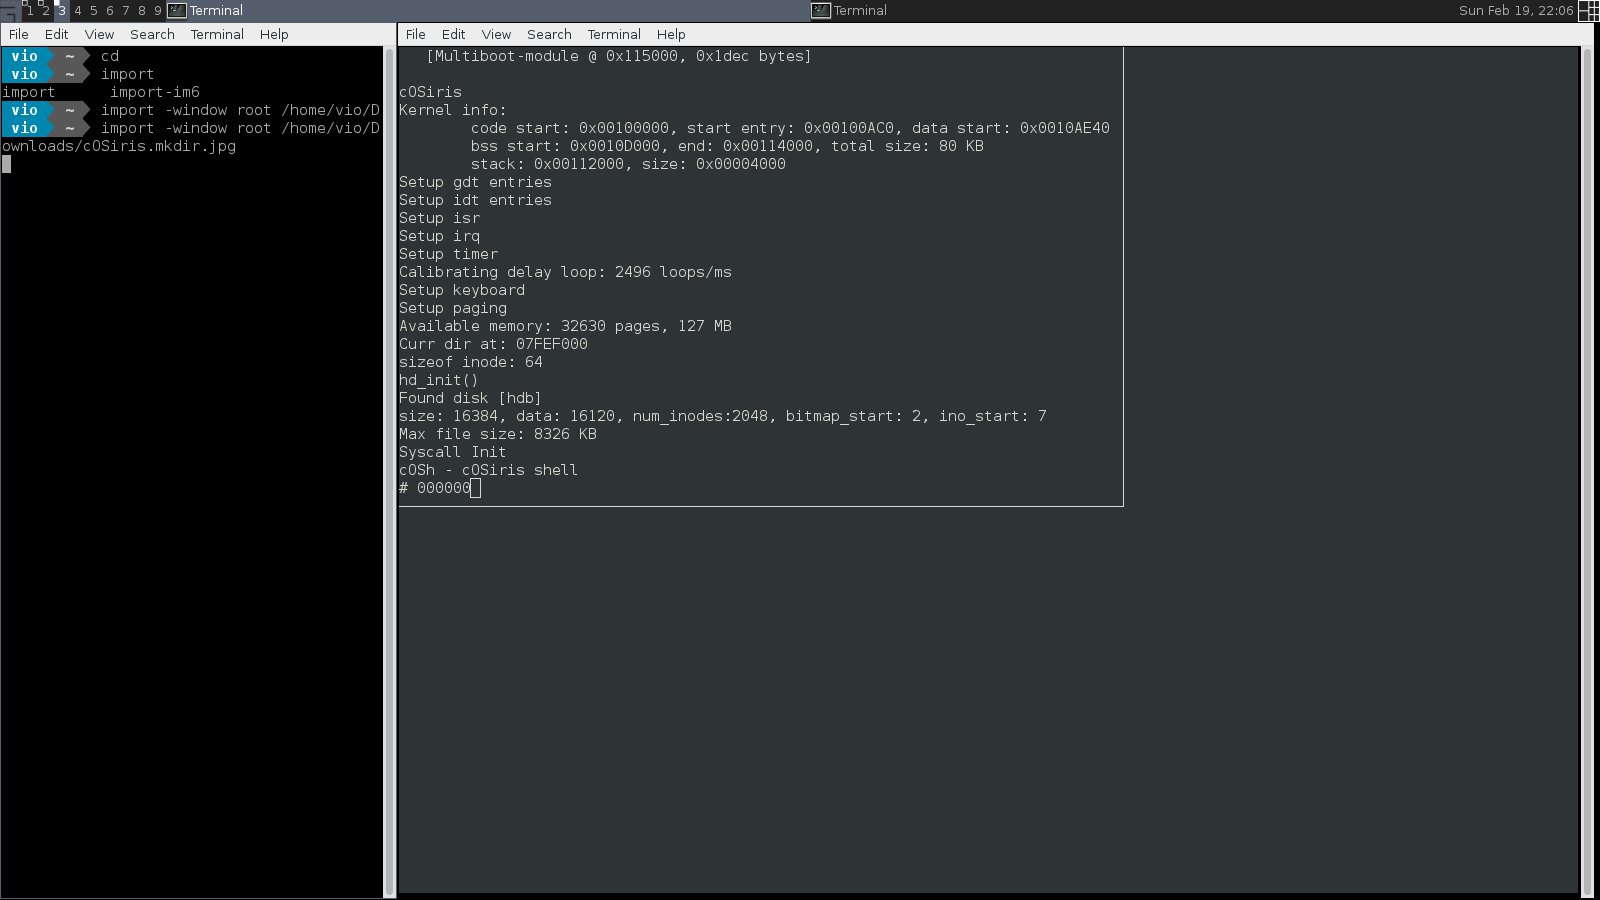 1 2 3 4 5 6 7 8 9 Terminal Terminal Sun Feb 19, 22:06
File Edit View Search Terminal Help
vio ~ cd
vio ~ import
import import-im6
vio ~ import -window root /home/vio/D
vio ~ import -window root /home/vio/D
ownloads/cOSiris.mkdir.jpg
File Edit View Search Terminal Help
[Multiboot-module @ 0x115000, 0x1dec bytes]
cOSiris
Kernel info:
code start: 0x00100000, start entry: 0x00100AC0, data start: 0x0010AE40
bss start: 0x0010D000, end: 0x00114000, total size: 80 KB
stack: 0x00112000, size: 0x00004000
Setup gdt entries
Setup idt entries
Setup isr
Setup irq
Setup timer
Calibrating delay loop: 2496 loops/ms
Setup keyboard
Setup paging
Available memory: 32630 pages, 127 MB
Curr dir at: 07FEF000
sizeof inode: 64
hd_init()
Found disk [hdb]
size: 16384, data: 16120, num_inodes:2048, bitmap_start: 2, ino_start: 7
Max file size: 8326 KB
Syscall Init
cOSh - cOSiris shell
# 000000